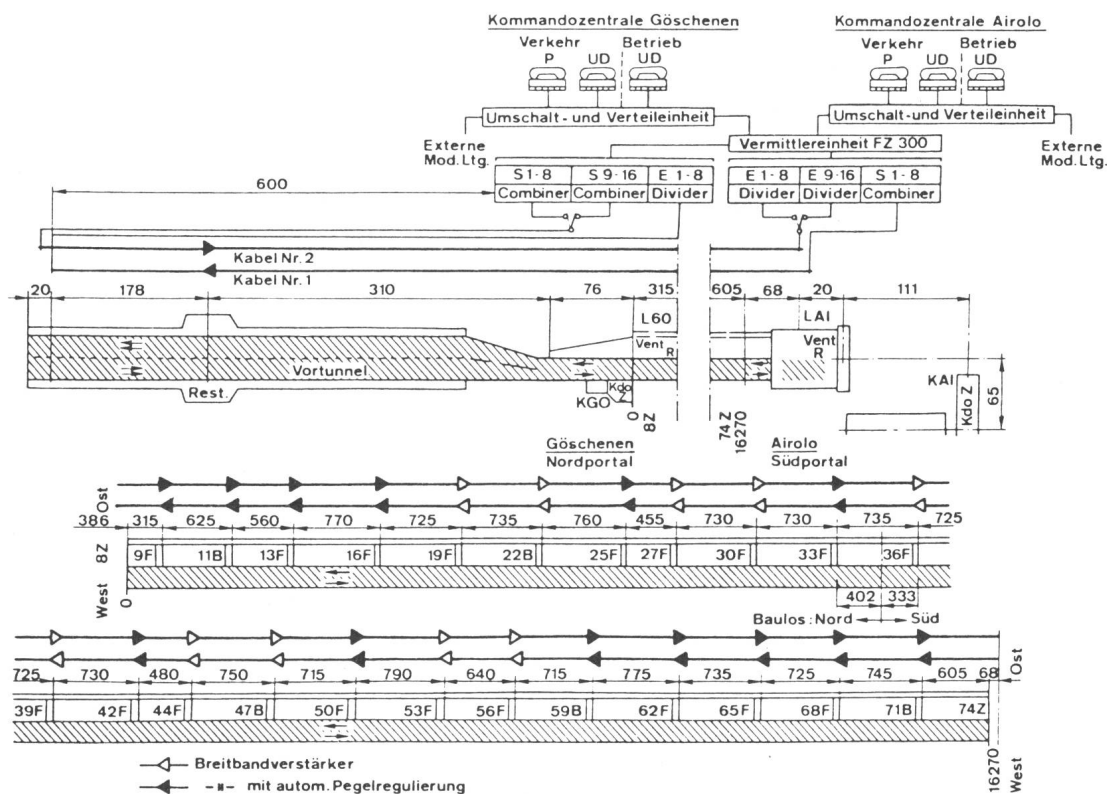 Kommandozentrale Göschenen
Kommandozentrale Airolo
Verkehr Betrieb
P UD UD
Verkehr Betrieb
P UD UD
Umschalt- und Verteileinheit
Umschalt- und Verteileinheit
Externe Mod. Ltg.
Vermittlereinheit FZ 300
Externe Mod. Ltg.
S 1-8 S 9-16 E 1-8
Combiner Combiner Divider
E 1-8 E 9-16 S 1-8
Divider Divider Combiner
600
Kabel Nr. 2
Kabel Nr. 1
20 178 310 76 315 605 68 20 111
L60 LAI
Vent R
Vent R
Vortunnel
Rest.
KGO
Kdo Z
KAI
Kdo Z
65
0
8Z
74Z
16270
Göschenen Airolo
Nordportal Südportal
Ost
386 315 625 560 770 725 735 760 455 730 730 735 725
8Z 9F 11B 13F 16F 19F 22B 25F 27F 30F 33F 36F
West
0
402 333
Baulos: Nord Süd
725 730 480 750 715 790 640 715 775 735 725 745 605 68
Ost
39F 42F 44F 47B 50F 53F 56F 59B 62F 65F 68F 71B 74Z
16270
West
Breitbandverstärker
-"- mit autom. Pegelregulierung